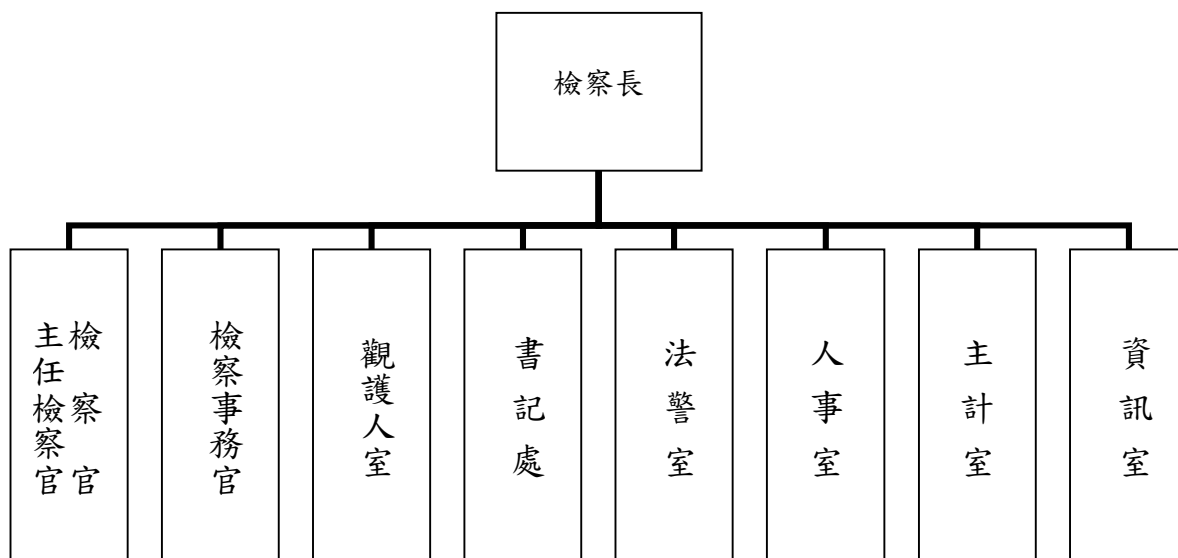 檢察長
主任檢察官
檢察官
檢察事務官
觀護人室
書記處
法警室
人事室
主計室
資訊室